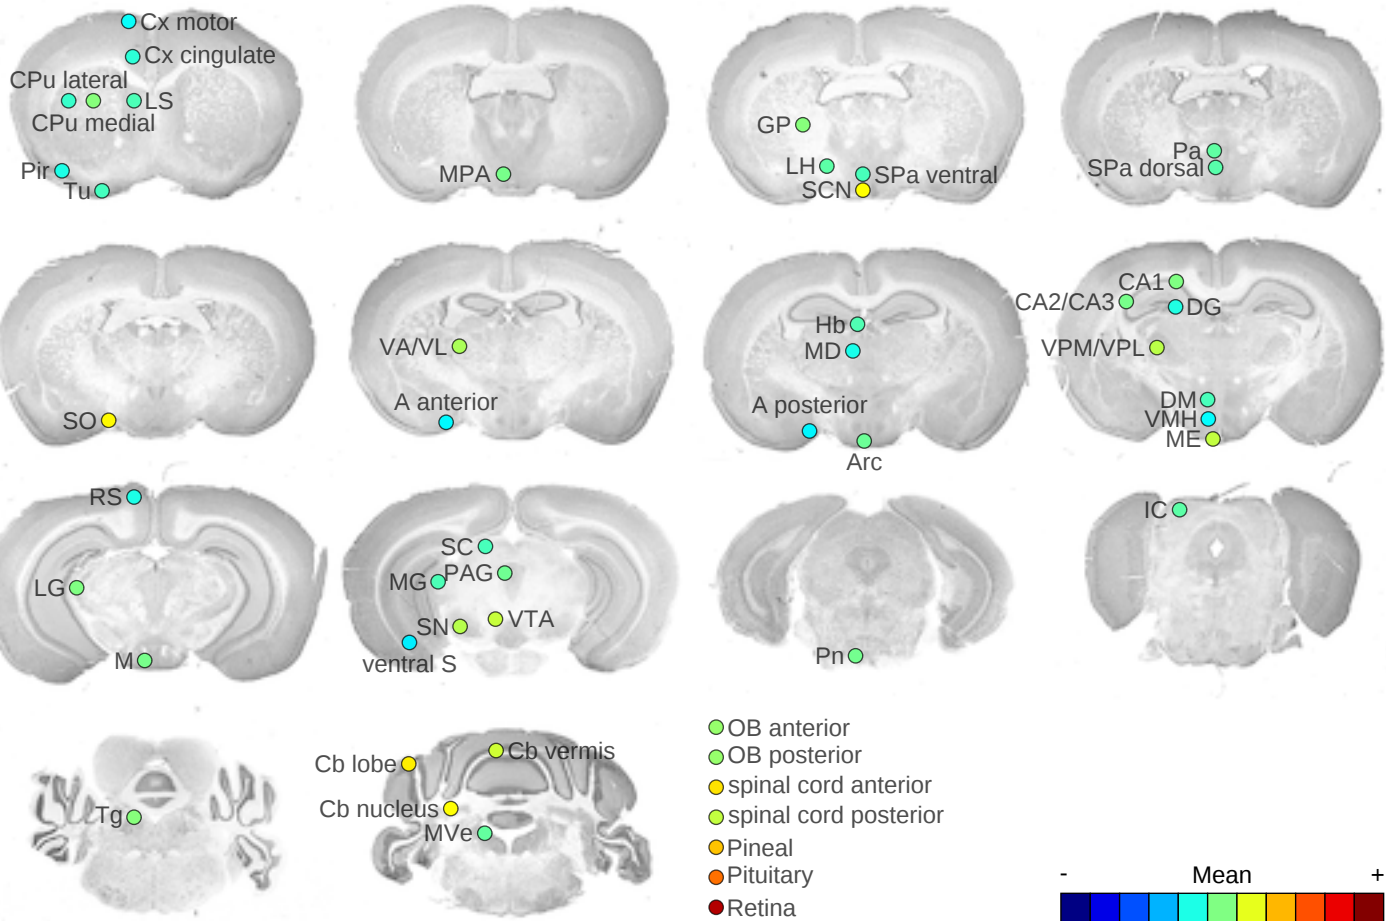 Cx motor
Cx cingulate
CPu lateral
LS
CPu medial
Pir
Tu
MPA
GP
LH
SPa ventral
SCN
Pa
SPa dorsal
SO
VA/VL
A anterior
Hb
MD
A posterior
Arc
CA1
CA2/CA3
DG
VPM/VPL
DM
VMH
ME
RS
LG
M
SC
PAG
MG
VTA
SN
ventral S
Pn
IC
Tg
Cb vermis
Cb lobe
Cb nucleus
MVe
OB anterior
OB posterior
spinal cord anterior
spinal cord posterior
Pineal
Pituitary
Retina
- Mean +